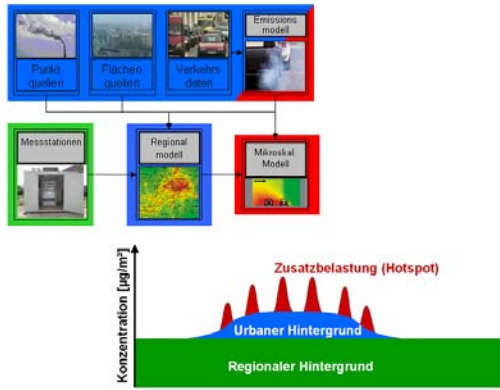 Emissions
modell
Punkt
quellen
Flächen
quellen
Verkehrs
daten
Messstationen
Regional
modell
Mikroskal.
Modell
Konzentration [µg/m³]
Zusatzbelastung (Hotspot)
Urbaner Hintergrund
Regionaler Hintergrund